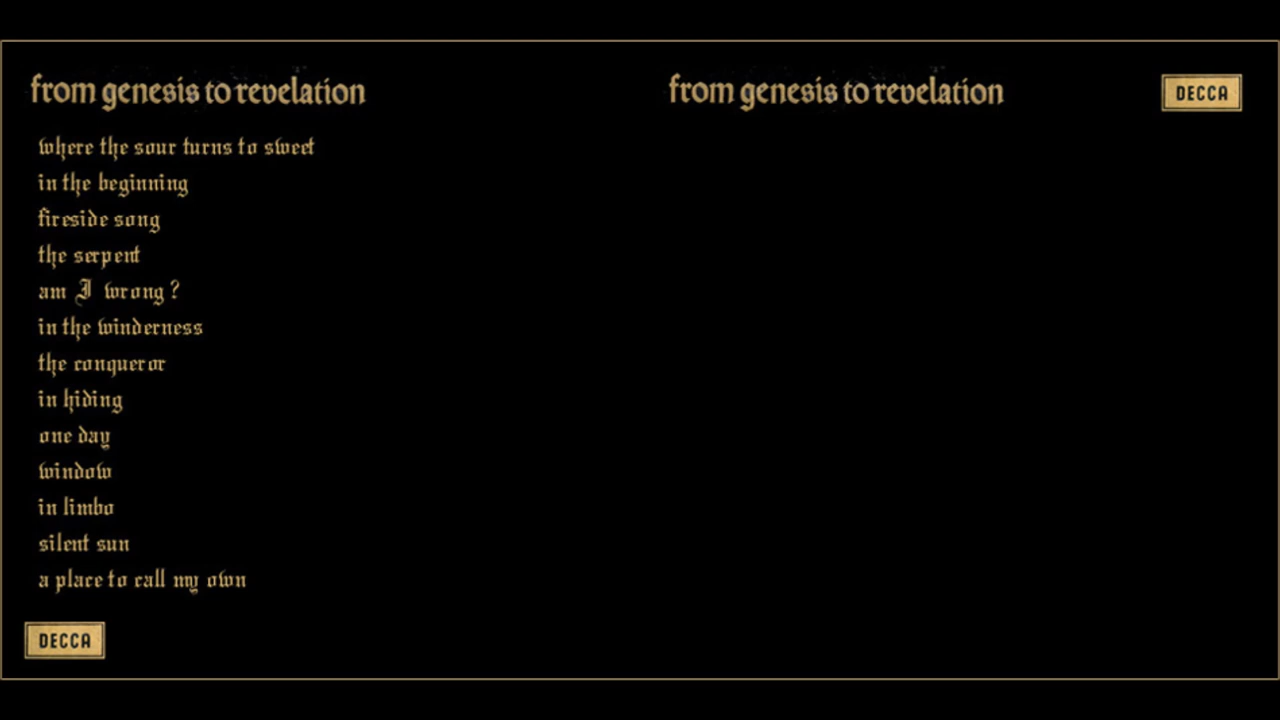 from genesis to revelation
where the sour turns to sweet
in the beginning
fireside song
the serpent
am I wrong?
in the winderness
the conqueror
in hiding
one day
window
in limbo
silent sun
a place to call my own
DECCA
from genesis to revelation
DECCA